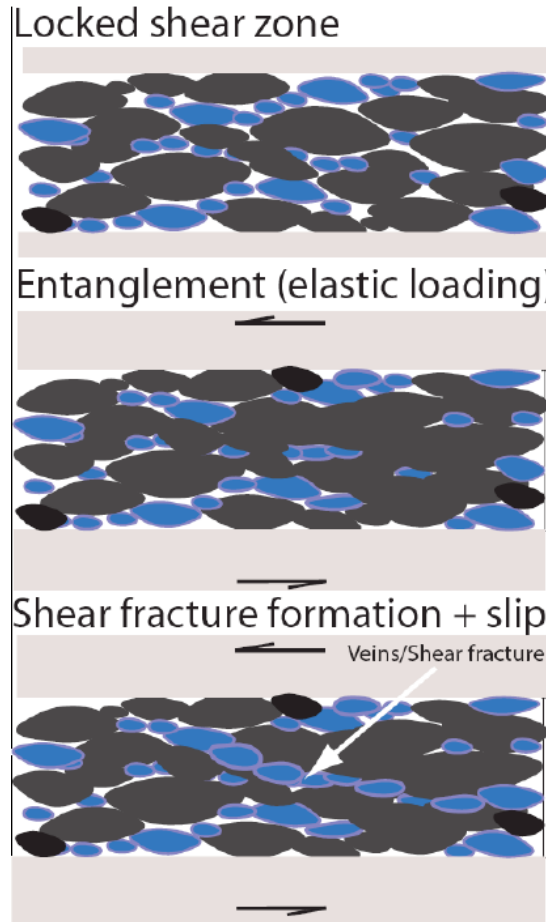 Locked shear zone
Entanglement (elastic loading)
Shear fracture formation + slip
Veins/Shear fracture